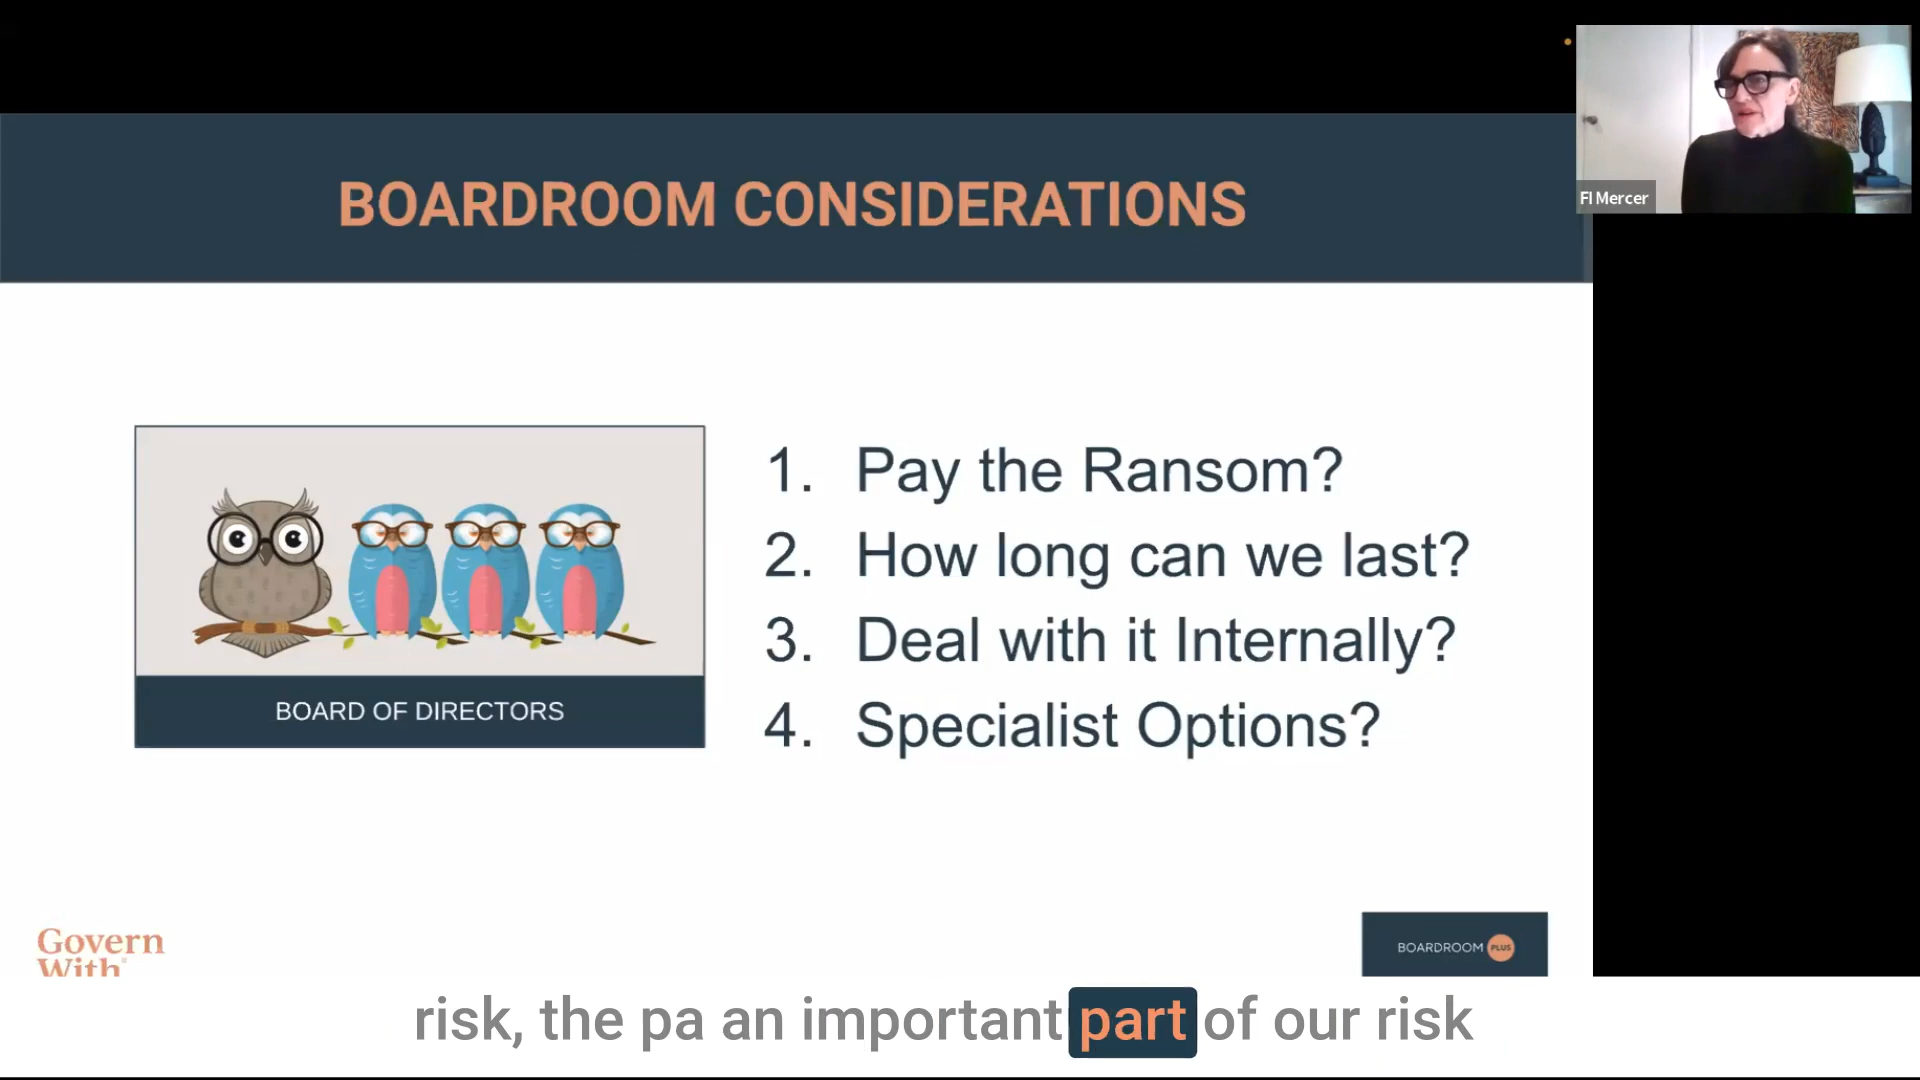 BOARDROOM CONSIDERATIONS
FI Mercer
1. Pay the Ransom?
2. How long can we last?
3. Deal with it Internally?
4. Specialist Options?
BOARD OF DIRECTORS
Govern
With
BOARDROOM PLUS
risk, the pa an important part of our risk